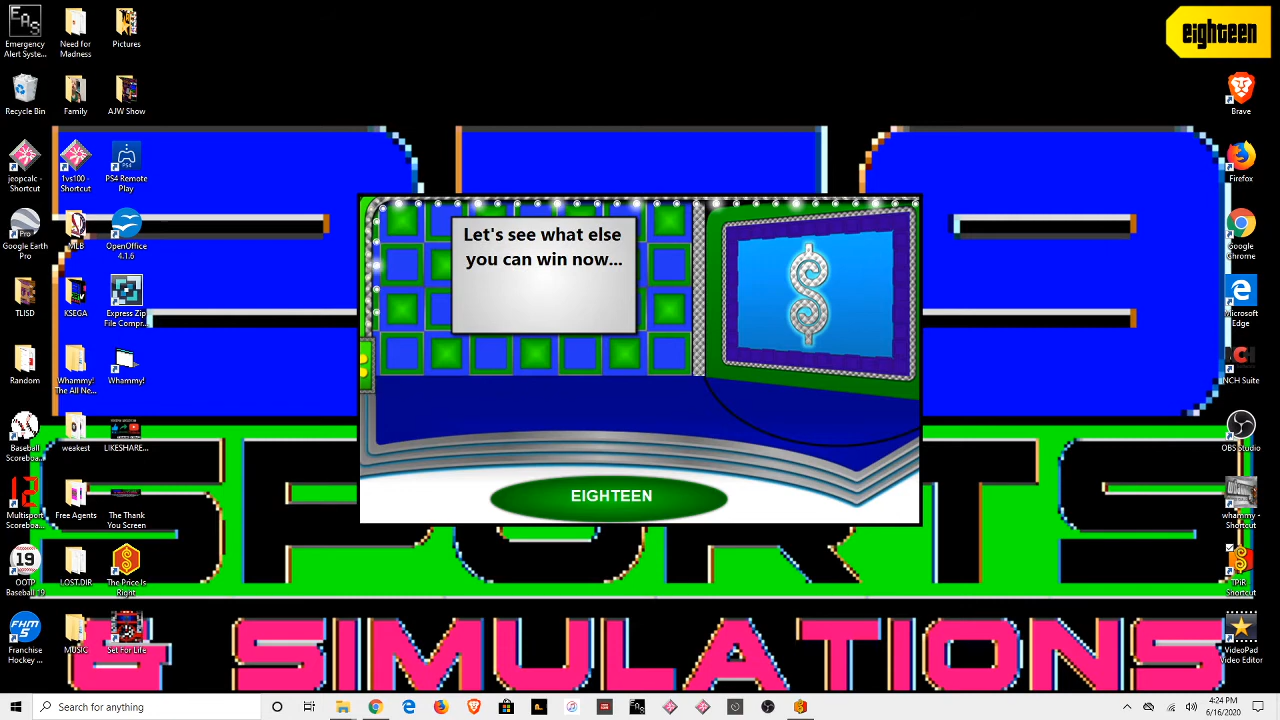 Emergency
Alert Syste...
Need for
Madness
Pictures
eighteen
Recycle Bin
Family
AJW Show
Brave
jeopcalc -
Shortcut
1vs100 -
Shortcut
PS4 Remote
Play
Firefox
Google Earth
Pro
MLB
OpenOffice
4.1.6
Google
Chrome
Let's see what else
you can win now...
TLISD
KSEGA
Express Zip
File Compr...
Microsoft
Edge
Random
Whammy!
The All Ne...
Whammy!
NCH Suite
Baseball
Scoreboa...
weakest
LIKESHARE...
OBS Studio
Multisport
Scoreboa...
Free Agents
The Thank
You Screen
EIGHTEEN
whammy -
Shortcut
SPORTS
OOTP
Baseball 19
LOST.DIR
The Price Is
Right
TPiR
Shortcut
Franchise
Hockey ...
MUSIC
Set For Life
VideoPad
Video Editor
& SIMULATIONS
Search for anything
4:24 PM
6/16/2020